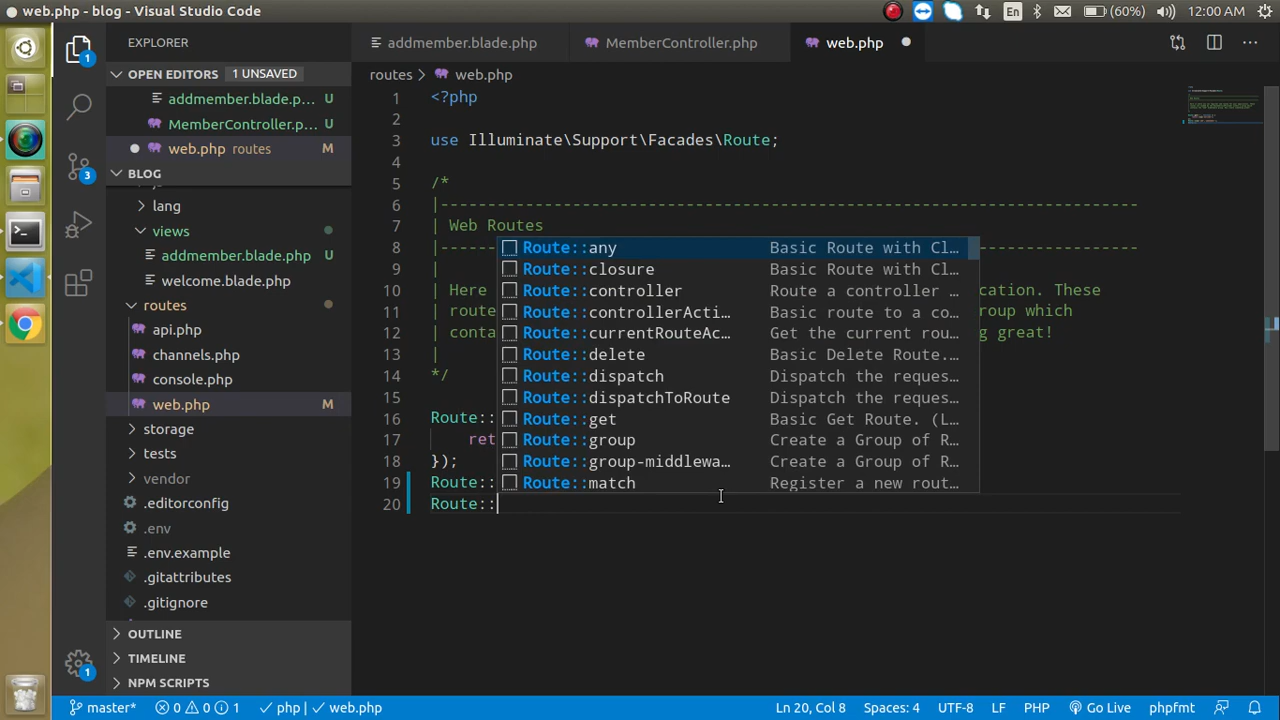 web.php - blog - Visual Studio Code
En
(60%)
12:00 AM
EXPLORER
OPEN EDITORS
1 UNSAVED
addmember.blade.p... U
MemberController.p... U
web.php routes M
BLOG
lang
views
addmember.blade.php U
welcome.blade.php
routes
api.php
channels.php
console.php
web.php M
storage
tests
vendor
.editorconfig
.env
.env.example
.gitattributes
.gitignore
OUTLINE
TIMELINE
NPM SCRIPTS
1
3
1
addmember.blade.php
MemberController.php
web.php
routes > web.php
1 <?php
2
3 use Illuminate\Support\Facades\Route;
4
5 /*
6 |--------------------------------------------------------------------------
7 | Web Routes
8 |--------------------------------------------------------------------------
9 |
10 | Here cation. These
11 | route roup which
12 | conta g great!
13 |
14 */
15
16 Route::
17 ret
18 });
19 Route::
20 Route::
Route::any Basic Route with Cl...
Route::closure Basic Route with Cl...
Route::controller Route a controller ...
Route::controllerActi... Basic route to a co...
Route::currentRouteAc... Get the current rou...
Route::delete Basic Delete Route....
Route::dispatch Dispatch the reques...
Route::dispatchToRoute Dispatch the reques...
Route::get Basic Get Route. (L...
Route::group Create a Group of R...
Route::group-middlewa... Create a Group of R...
Route::match Register a new rout...
master*
0 0 1
php
web.php
Ln 20, Col 8
Spaces: 4
UTF-8
LF
PHP
Go Live
phpfmt